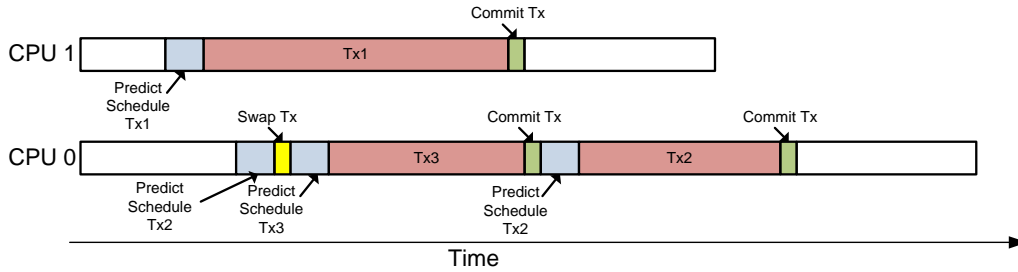 Commit Tx
CPU 1
Tx1
Predict
Schedule
Tx1
Swap Tx
Commit Tx
Commit Tx
CPU 0
Tx3
Tx2
Predict
Schedule
Tx2
Predict
Schedule
Tx3
Predict
Schedule
Tx2
Time